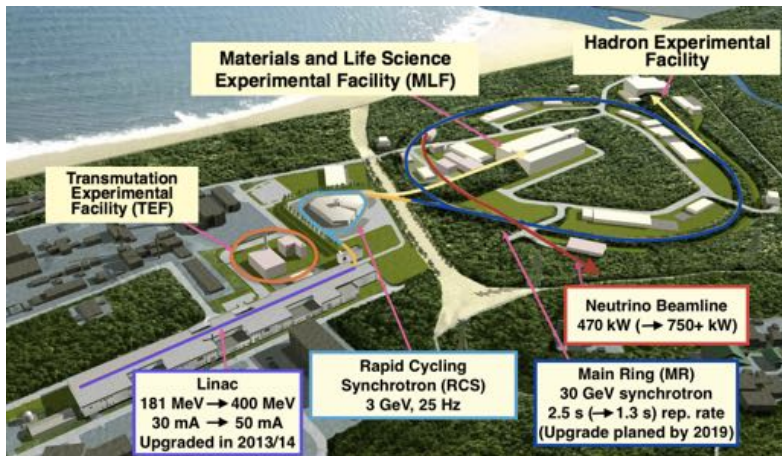 Materials and Life Science
Experimental Facility (MLF)
Hadron Experimental
Facility
Transmutation
Experimental
Facility (TEF)
Neutrino Beamline
470 kW (→ 750+ kW)
Linac
181 MeV → 400 MeV
30 mA → 50 mA
Upgraded in 2013/14
Rapid Cycling
Synchrotron (RCS)
3 GeV, 25 Hz
Main Ring (MR)
30 GeV synchrotron
2.5 s (→1.3 s) rep. rate
(Upgrade planed by 2019)